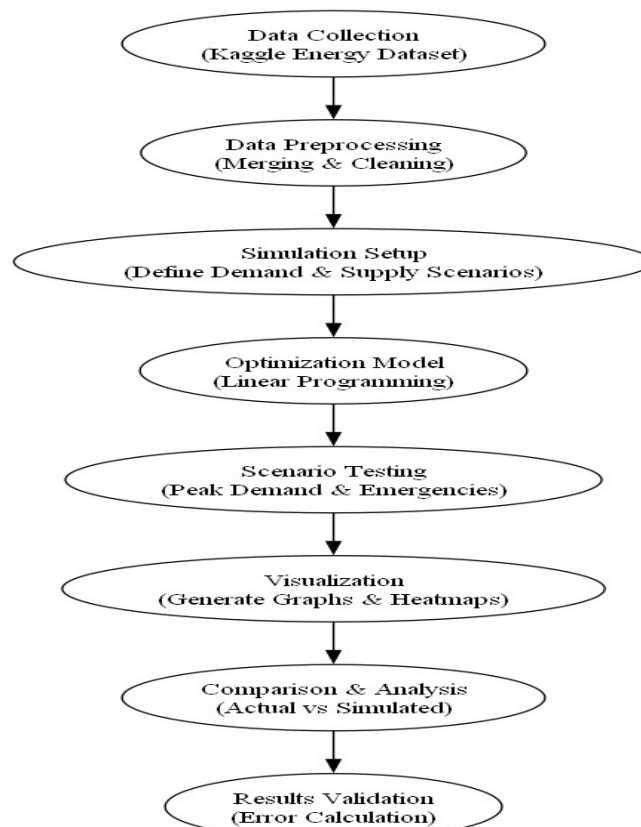 Data Collection
(Kaggle Energy Dataset)
Data Preprocessing
(Merging & Cleaning)
Simulation Setup
(Define Demand & Supply Scenarios)
Optimization Model
(Linear Programming)
Scenario Testing
(Peak Demand & Emergencies)
Visualization
(Generate Graphs & Heatmaps)
Comparison & Analysis
(Actual vs Simulated)
Results Validation
(Error Calculation)